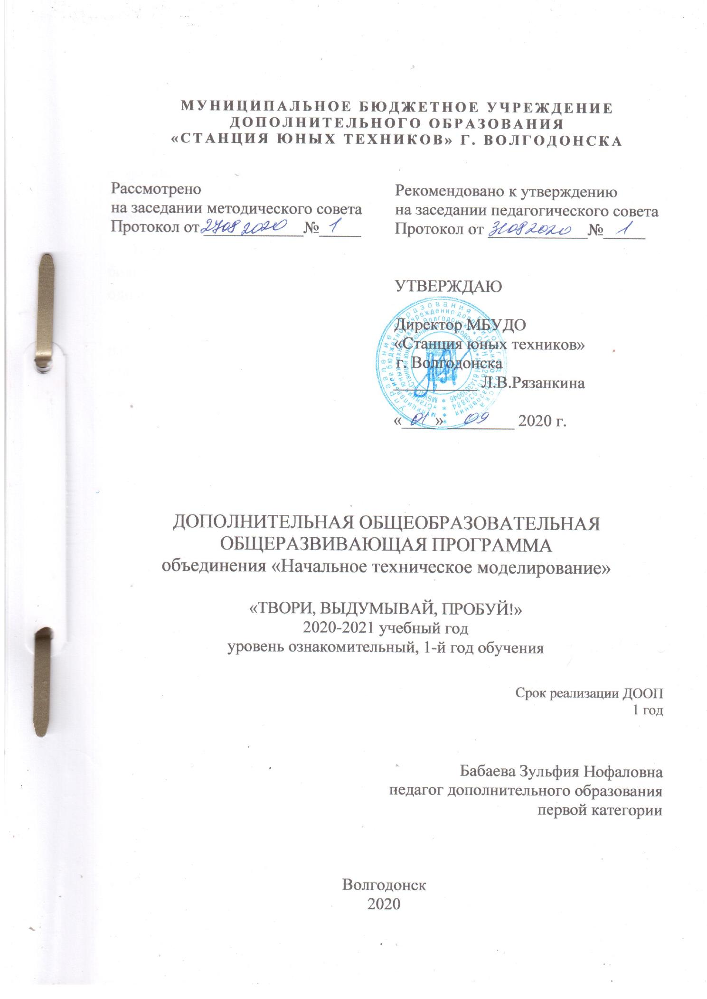 МУНИЦИПАЛЬНОЕ БЮДЖЕТНОЕ УЧРЕЖДЕНИЕ
ДОПОЛНИТЕЛЬНОГО ОБРАЗОВАНИЯ
«СТАНЦИЯ ЮНЫХ ТЕХНИКОВ» Г. ВОЛГОДОНСКА
Рассмотрено
на заседании методического совета
Протокол от 27 08 2020 № 1
Рекомендовано к утверждению
на заседании педагогического совета
Протокол от 31 08 2020 № 1
УТВЕРЖДАЮ
Директор МБУДО
«Станция юных техников»
г. Волгодонска
Л.В.Рязанкина
« 01 » 09 2020 г.
ДОПОЛНИТЕЛЬНАЯ ОБЩЕОБРАЗОВАТЕЛЬНАЯ
ОБЩЕРАЗВИВАЮЩАЯ ПРОГРАММА
объединения «Начальное техническое моделирование»
«ТВОРИ, ВЫДУМЫВАЙ, ПРОБУЙ!»
2020-2021 учебный год
уровень ознакомительный, 1-й год обучения
Срок реализации ДООП
1 год
Бабаева Зульфия Нофаловна
педагог дополнительного образования
первой категории
Волгодонск
2020